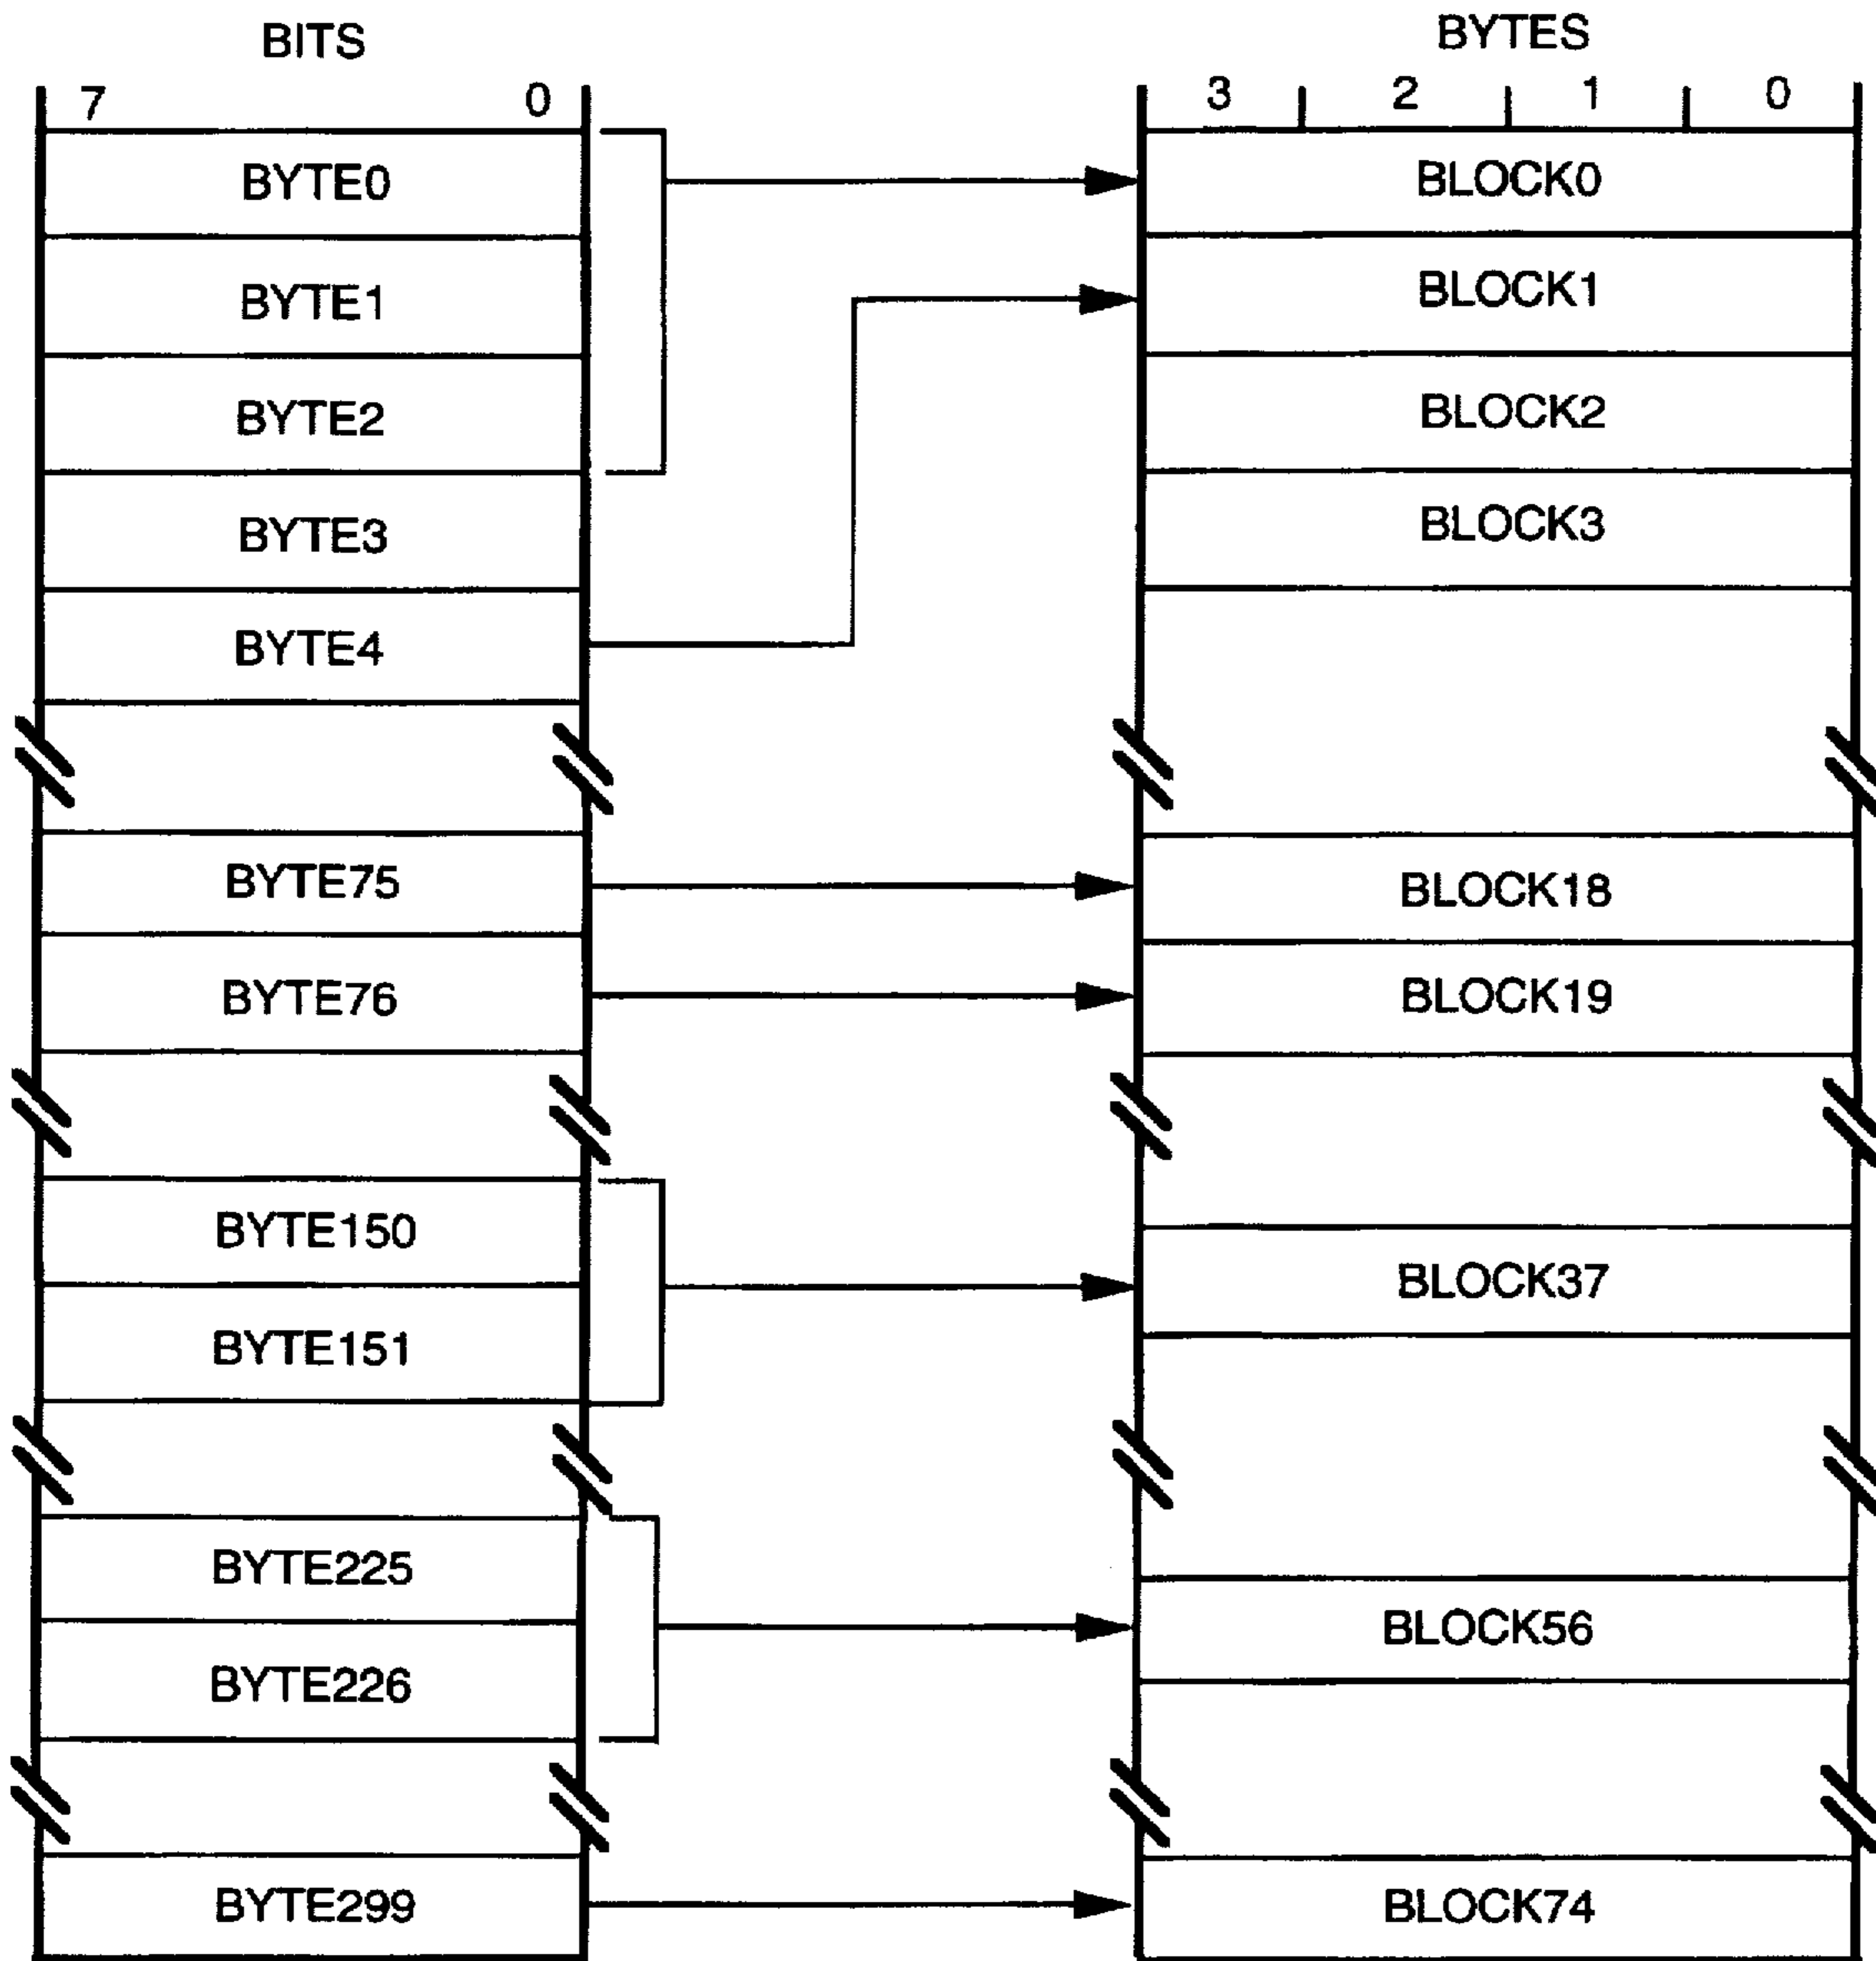 BITS
7 0
BYTE0
BYTE1
BYTE2
BYTE3
BYTE4
BYTE75
BYTE76
BYTE150
BYTE151
BYTE225
BYTE226
BYTE299
BYTES
3 2 1 0
BLOCK0
BLOCK1
BLOCK2
BLOCK3
BLOCK18
BLOCK19
BLOCK37
BLOCK56
BLOCK74